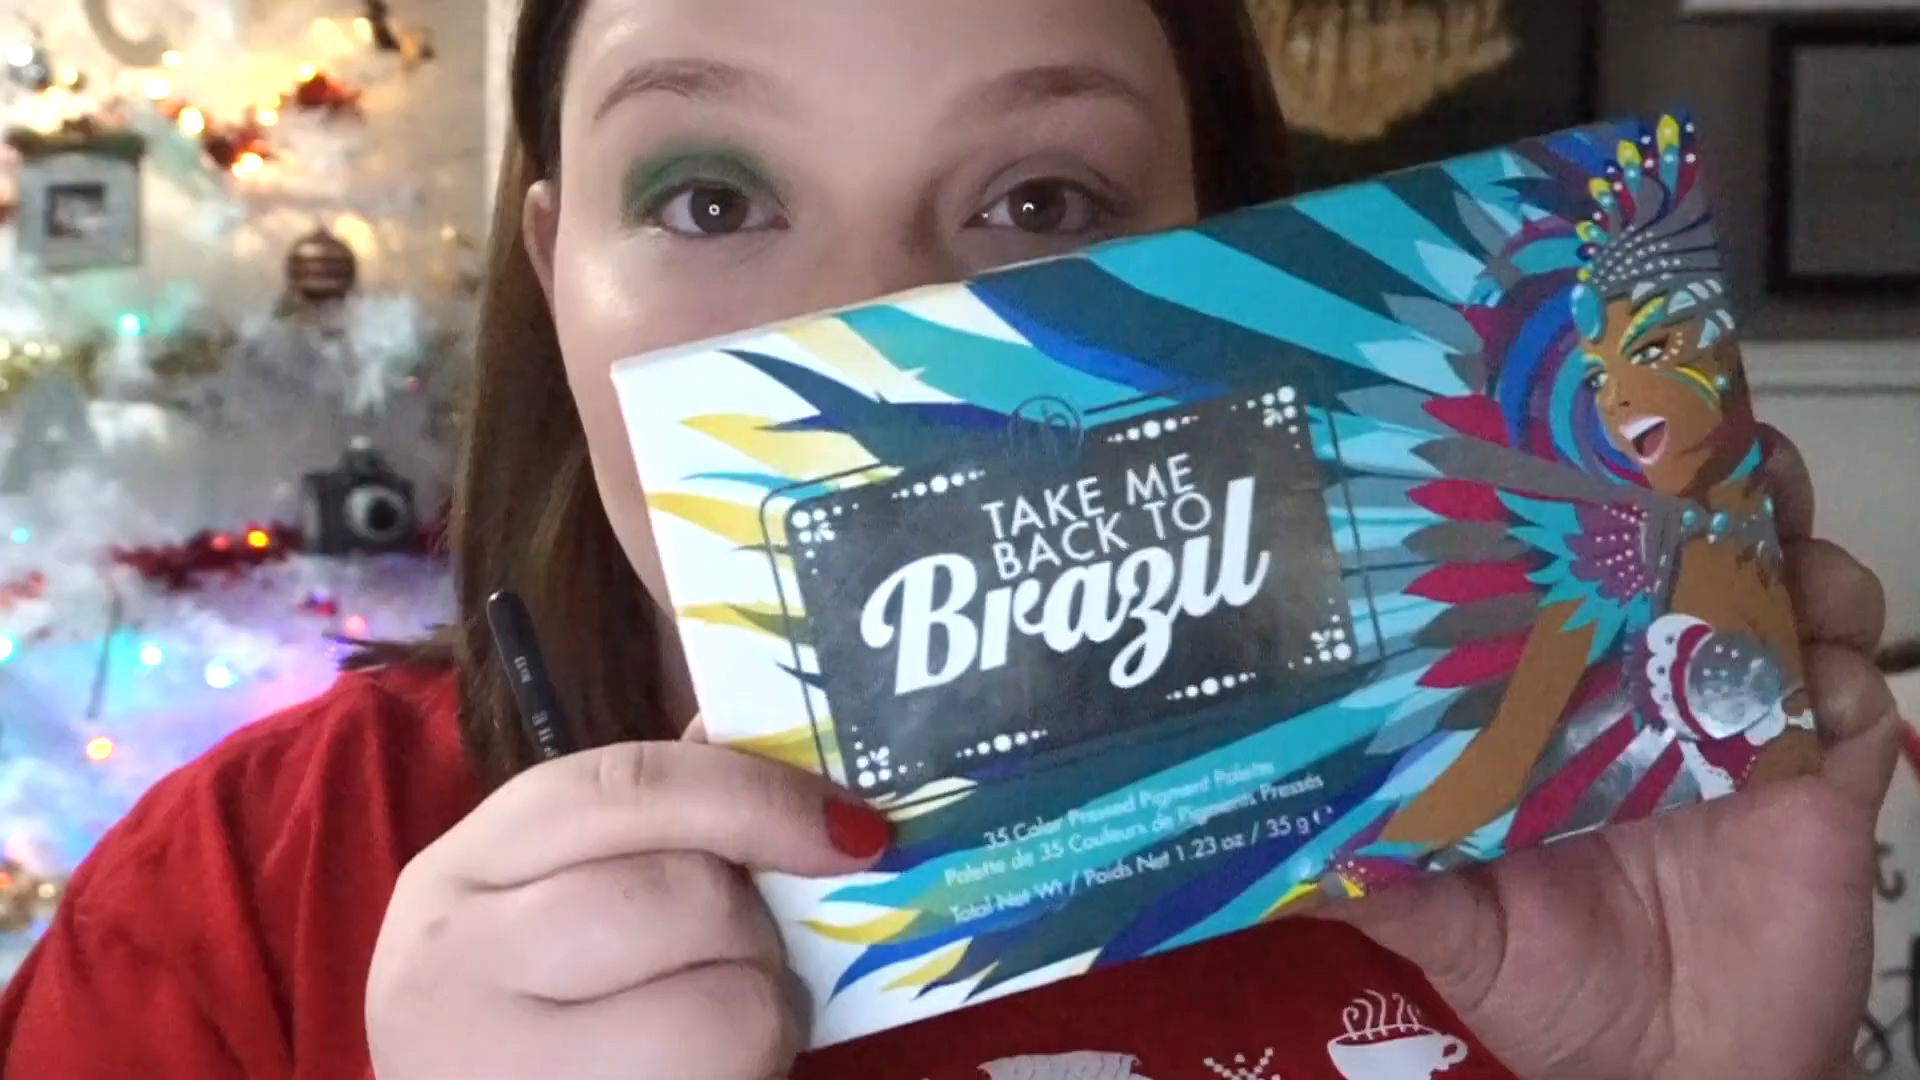 TAKE ME
BACK TO
Brazil
35 Color Pressed Pigment Palette
Palette de 35 Couleurs de Pigments Pressés
Total Net Wt / Poids Net 1.23 oz / 35 g